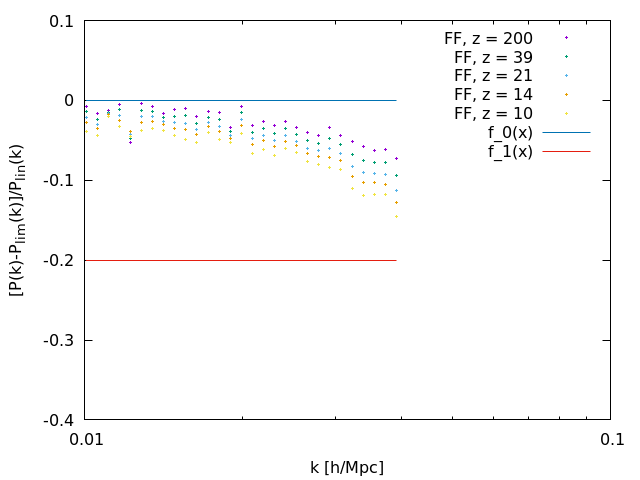 0.1
0
-0.1
-0.2
-0.3
-0.4
0.01
0.1
k [h/Mpc]
[P(k)-P_lim(k)]/P_lin(k)
FF, z = 200
FF, z = 39
FF, z = 21
FF, z = 14
FF, z = 10
f_0(x)
f_1(x)